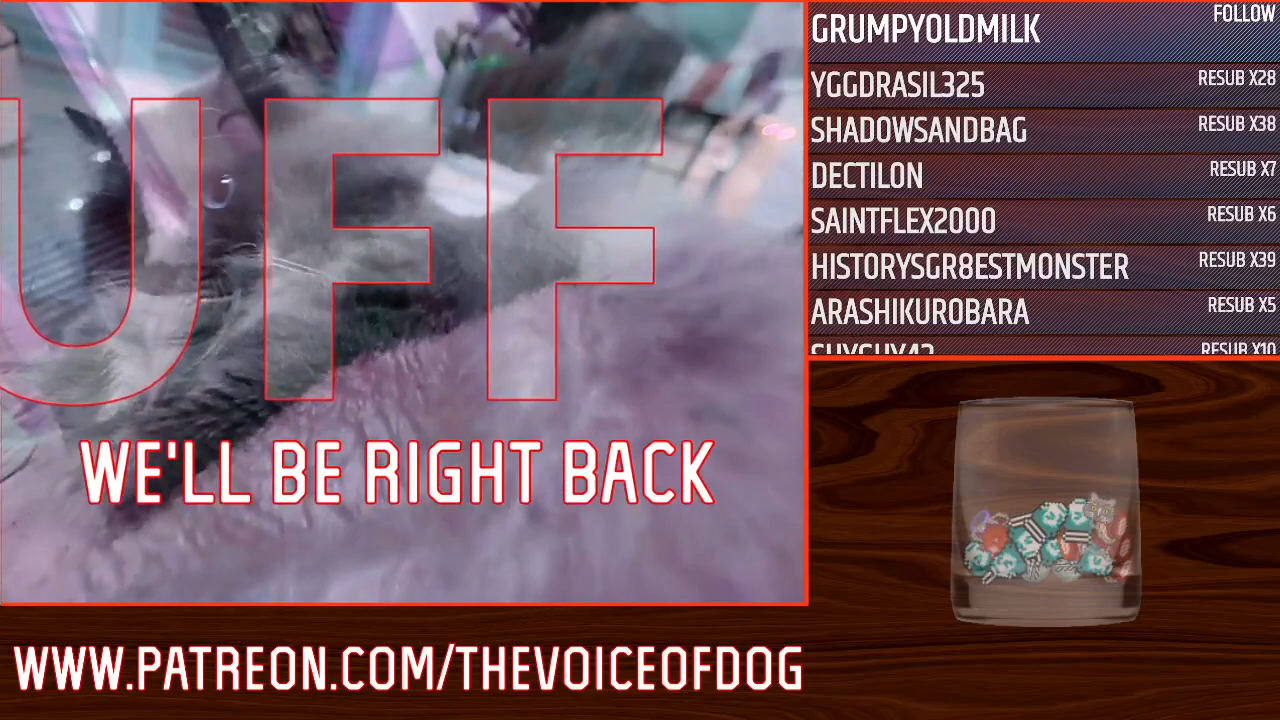 UFF
WE'LL BE RIGHT BACK
WWW.PATREON.COM/THEVOICEOFDOG
GRUMPYOLDMILK FOLLOW
YGGDRASIL325 RESUB X28
SHADOWSANDBAG RESUB X38
DECTILON RESUB X7
SAINTFLEX2000 RESUB X6
HISTORYSGR8ESTMONSTER RESUB X39
ARASHIKUROBARA RESUB X5
RESUB X10